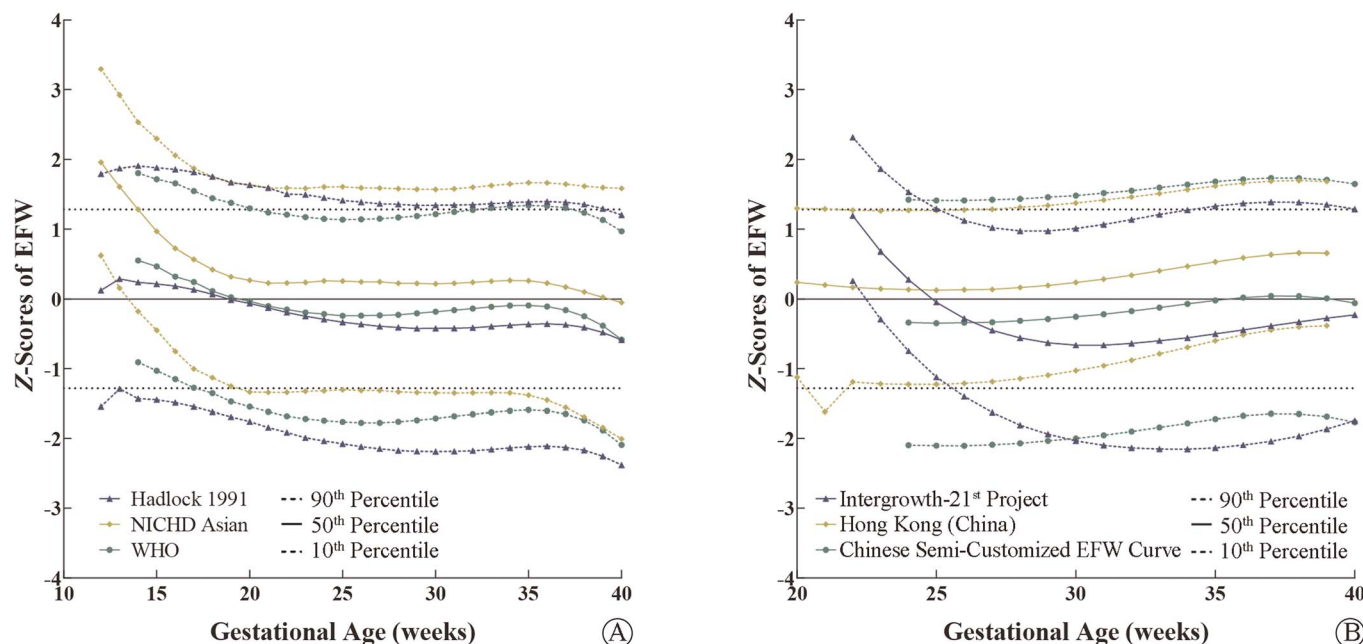 4
3
2
1
0
-1
-2
-3
-4
Z-Scores of EFW
Hadlock 1991
NICHD Asian
WHO
90th Percentile
50th Percentile
10th Percentile
10 15 20 25 30 35 40
Gestational Age (weeks)
Ⓐ
4
3
2
1
0
-1
-2
-3
-4
Z-Scores of EFW
Intergrowth-21st Project
Hong Kong (China)
Chinese Semi-Customized EFW Curve
90th Percentile
50th Percentile
10th Percentile
20 25 30 35 40
Gestational Age (weeks)
Ⓑ